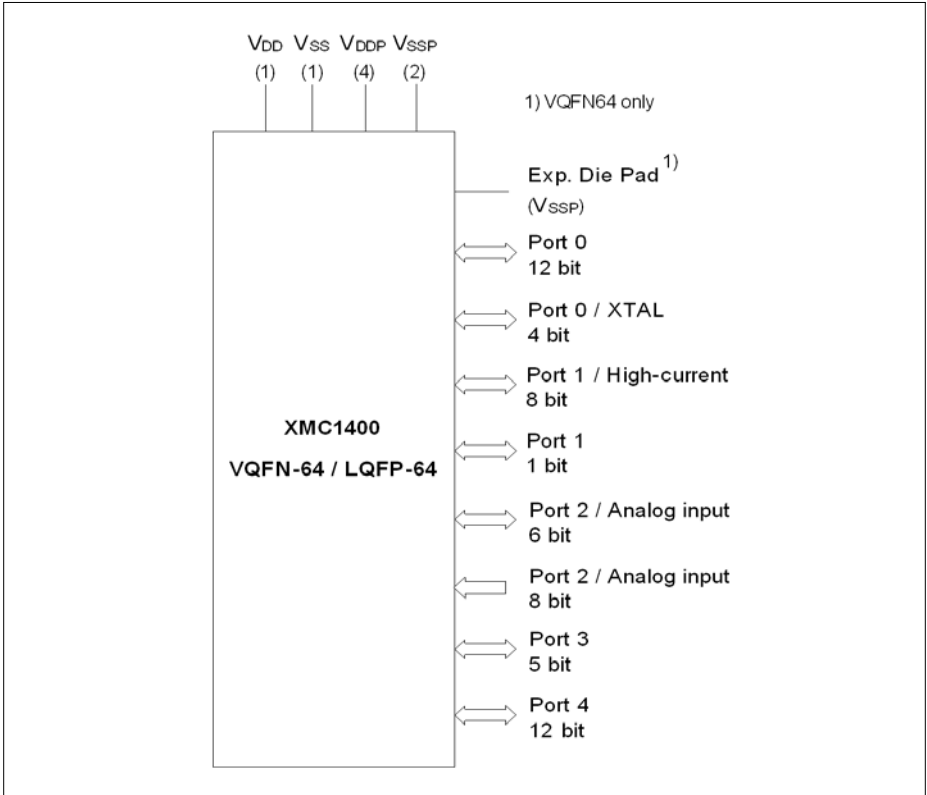 VDD VSS VDDP VSSP
(1) (1) (4) (2)
1) VQFN64 only
Exp. Die Pad 1)
(VSSP)
Port 0
12 bit
Port 0 / XTAL
4 bit
Port 1 / High-current
8 bit
XMC1400
VQFN-64 / LQFP-64
Port 1
1 bit
Port 2 / Analog input
6 bit
Port 2 / Analog input
8 bit
Port 3
5 bit
Port 4
12 bit